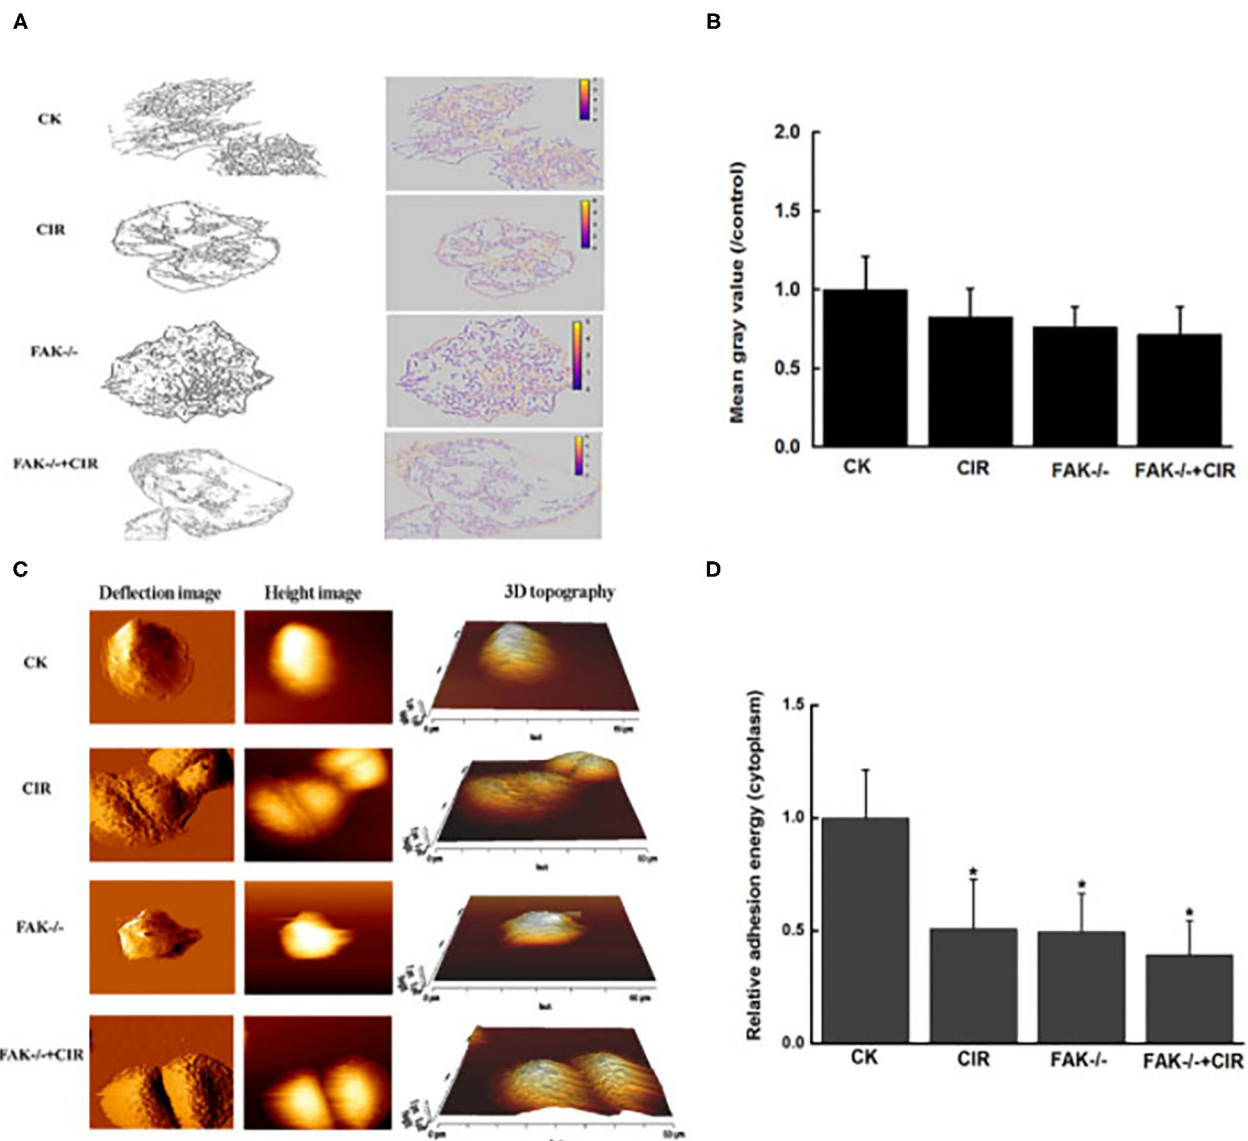 A
CK
CIR
FAK-/-
FAK-/-+CIR
B
Mean gray value (/control)
2.0
1.5
1.0
0.5
0.0
CK
CIR
FAK-/-
FAK-/-+CIR
C
Deflection image
Height image
3D topography
CK
CIR
FAK-/-
FAK-/-+CIR
D
Relative adhesion energy (cytoplasm)
1.5
1.0
0.5
0.0
*
*
*
CK
CIR
FAK-/-
FAK-/-+CIR